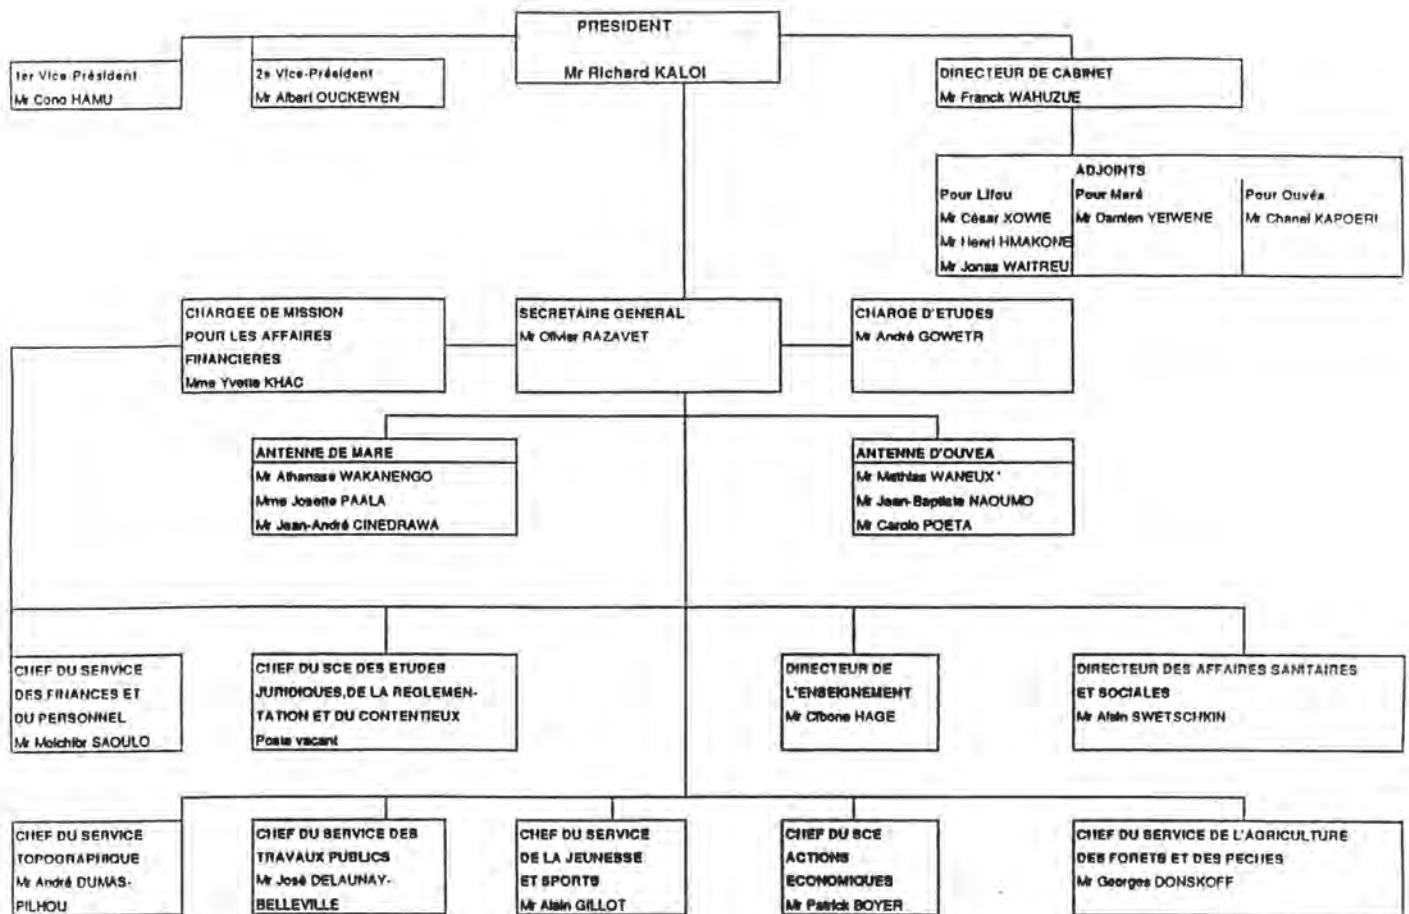 PRESIDENT
Mr Richard KALOI
1er Vice-Président
Mr Cono HAMU
2e Vice-Président
Mr Albert OUCKEWEN
DIRECTEUR DE CABINET
Mr Franck WAHUZUE
ADJOINTS
Pour Lifou
Mr César XOWIE
Mr Henri HMAKONE
Mr Jonas WAITREU
Pour Maré
Mr Damien YEIWENE
Pour Ouvéa
Mr Chanel KAPOERI
CHARGEE DE MISSION
POUR LES AFFAIRES
FINANCIERES
Mme Yvette KHAC
SECRETAIRE GENERAL
Mr Olivier RAZAVET
CHARGE D'ETUDES
Mr André GOWETR
ANTENNE DE MARE
Mr Athanase WAKANENGO
Mme Josette PAALA
Mr Jean-André CINEDRAWA
ANTENNE D'OUVEA
Mr Mathias WANEUX
Mr Jean-Baptiste NAOUMO
Mr Carolo POETA
CHEF DU SERVICE
DES FINANCES ET
DU PERSONNEL
Mr Melchior SAOULO
CHEF DU SCE DES ETUDES
JURIDIQUES,DE LA REGLEMEN-
TATION ET DU CONTENTIEUX
Poste vacant
DIRECTEUR DE
L'ENSEIGNEMENT
Mr Cibone HAGE
DIRECTEUR DES AFFAIRES SANITAIRES
ET SOCIALES
Mr Alain SWETSCHKIN
CHEF DU SERVICE
TOPOGRAPHIQUE
Mr André DUMAS-
PILHOU
CHEF DU SERVICE DES
TRAVAUX PUBLICS
Mr José DELAUNAY-
BELLEVILLE
CHEF DU SERVICE
DE LA JEUNESSE
ET SPORTS
Mr Alain GILLOT
CHEF DU SCE
ACTIONS
ECONOMIQUES
Mr Patrick BOYER
CHEF DU SERVICE DE L'AGRICULTURE
DES FORETS ET DES PECHES
Mr Georges DONSKOFF